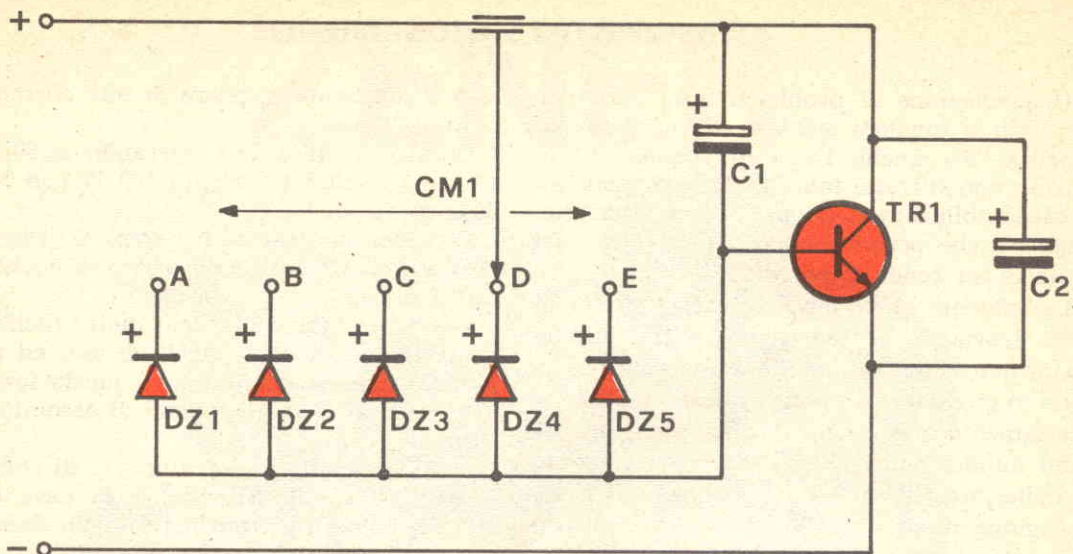 +
+
C1
CM1
TR1
+
C2
A
B
C
D
E
+
+
+
+
+
DZ1
DZ2
DZ3
DZ4
DZ5
-